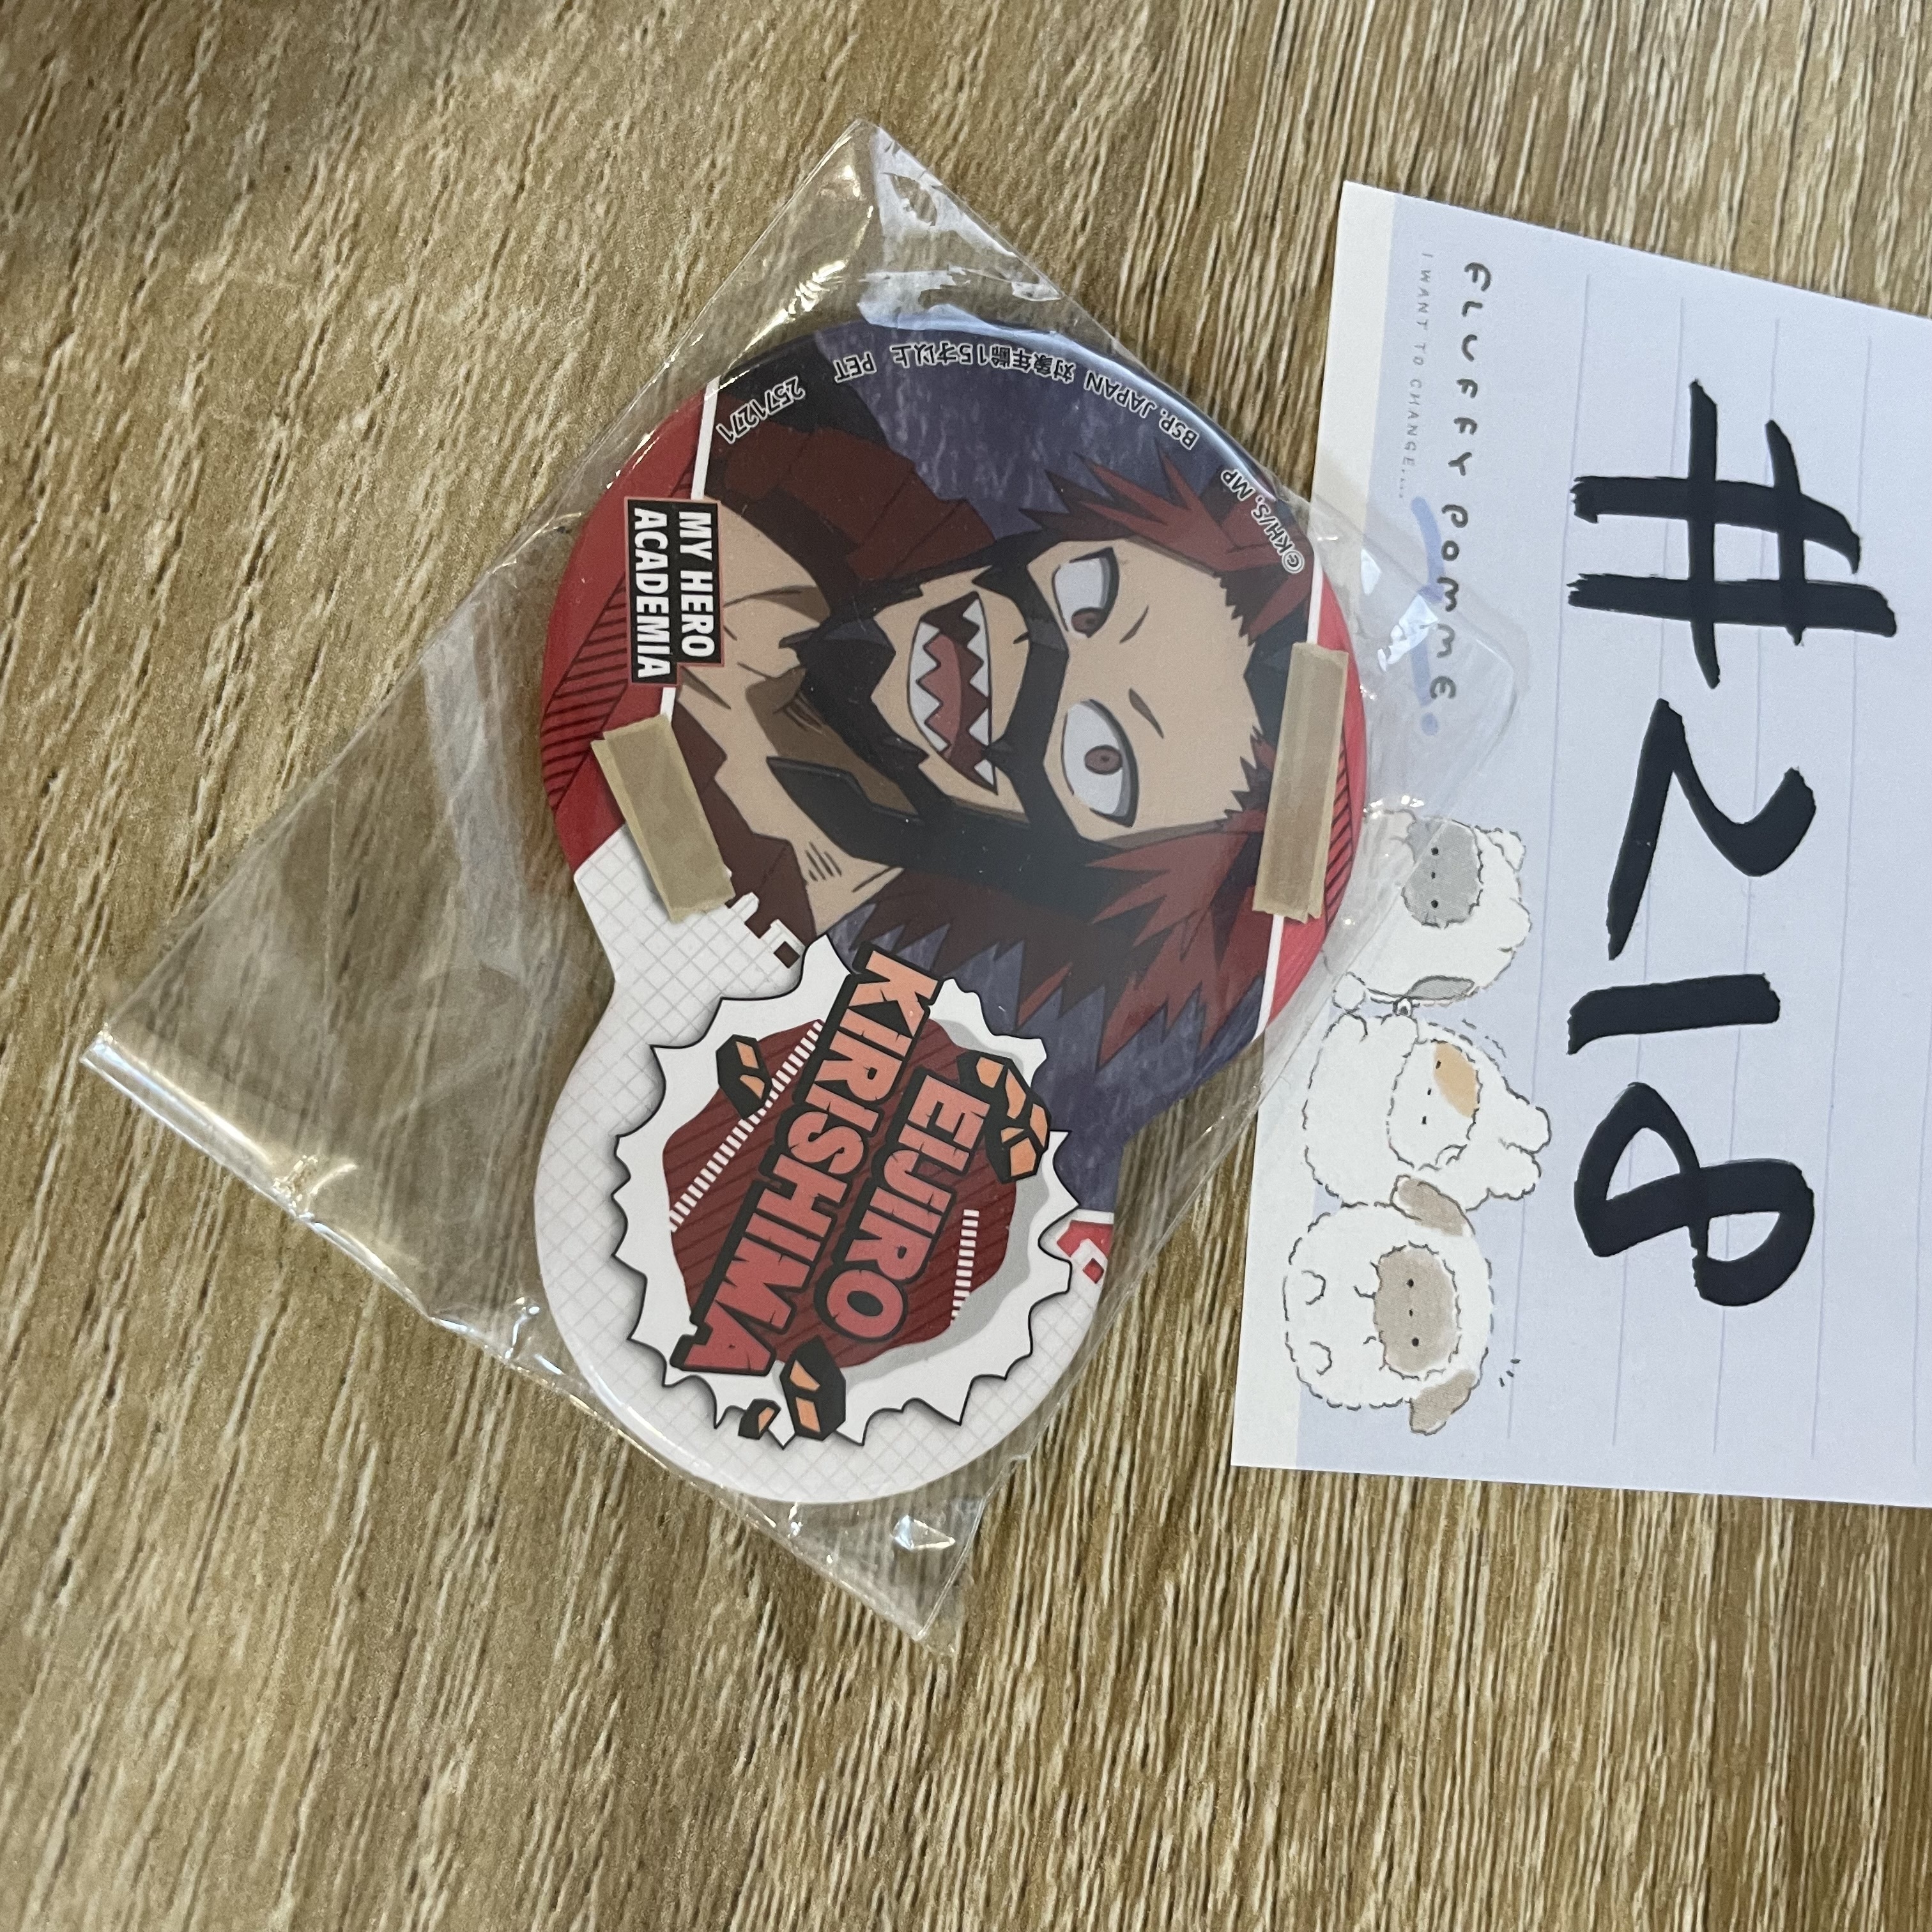 MY HERO
ACADEMIA
EIJIRO
KIRISHIMA
©KH/S, MP
BSP. JAPAN 対象年齢15才以上 PET 2571271
#218
FLUFFY POMME
I WANT TO CHANGE....